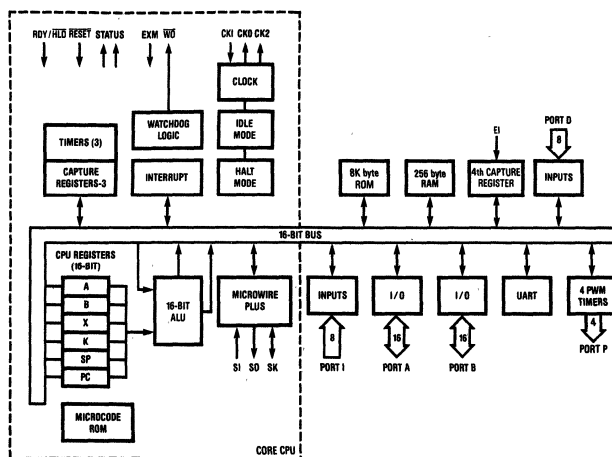 RDY/HLD RESET STATUS EXM WO CKI CKO CK2
CLOCK
WATCHDOG
LOGIC
IDLE
MODE
TIMERS (3)
CAPTURE
REGISTERS-3
INTERRUPT
HALT
MODE
PORT D
8
EI
8K byte
ROM
256 byte
RAM
4th CAPTURE
REGISTER
INPUTS
16-BIT BUS
CPU REGISTERS
(16-BIT)
A
B
X
K
SP
PC
16-BIT
ALU
MICROWIRE
PLUS
SI SO SK
INPUTS
8
PORT I
I/O
16
PORT A
I/O
16
PORT B
UART
4 PWM
TIMERS
4
PORT P
MICROCODE
ROM
CORE CPU